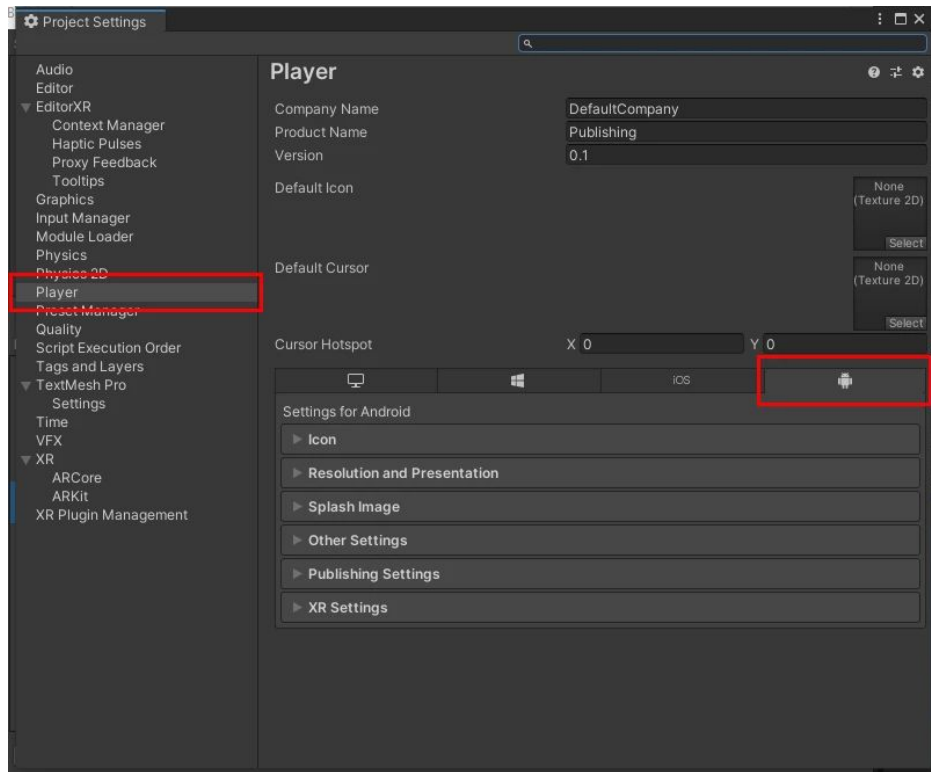 Project Settings
Audio
Editor
EditorXR
Context Manager
Haptic Pulses
Proxy Feedback
Tooltips
Graphics
Input Manager
Module Loader
Physics
Physics 2D
Player
Preset Manager
Quality
Script Execution Order
Tags and Layers
TextMesh Pro
Settings
Time
VFX
XR
ARCore
ARKit
XR Plugin Management
Player
Company Name DefaultCompany
Product Name Publishing
Version 0.1
Default Icon
None
(Texture 2D)
Select
Default Cursor
None
(Texture 2D)
Select
Cursor Hotspot X 0 Y 0
iOS
Settings for Android
Icon
Resolution and Presentation
Splash Image
Other Settings
Publishing Settings
XR Settings